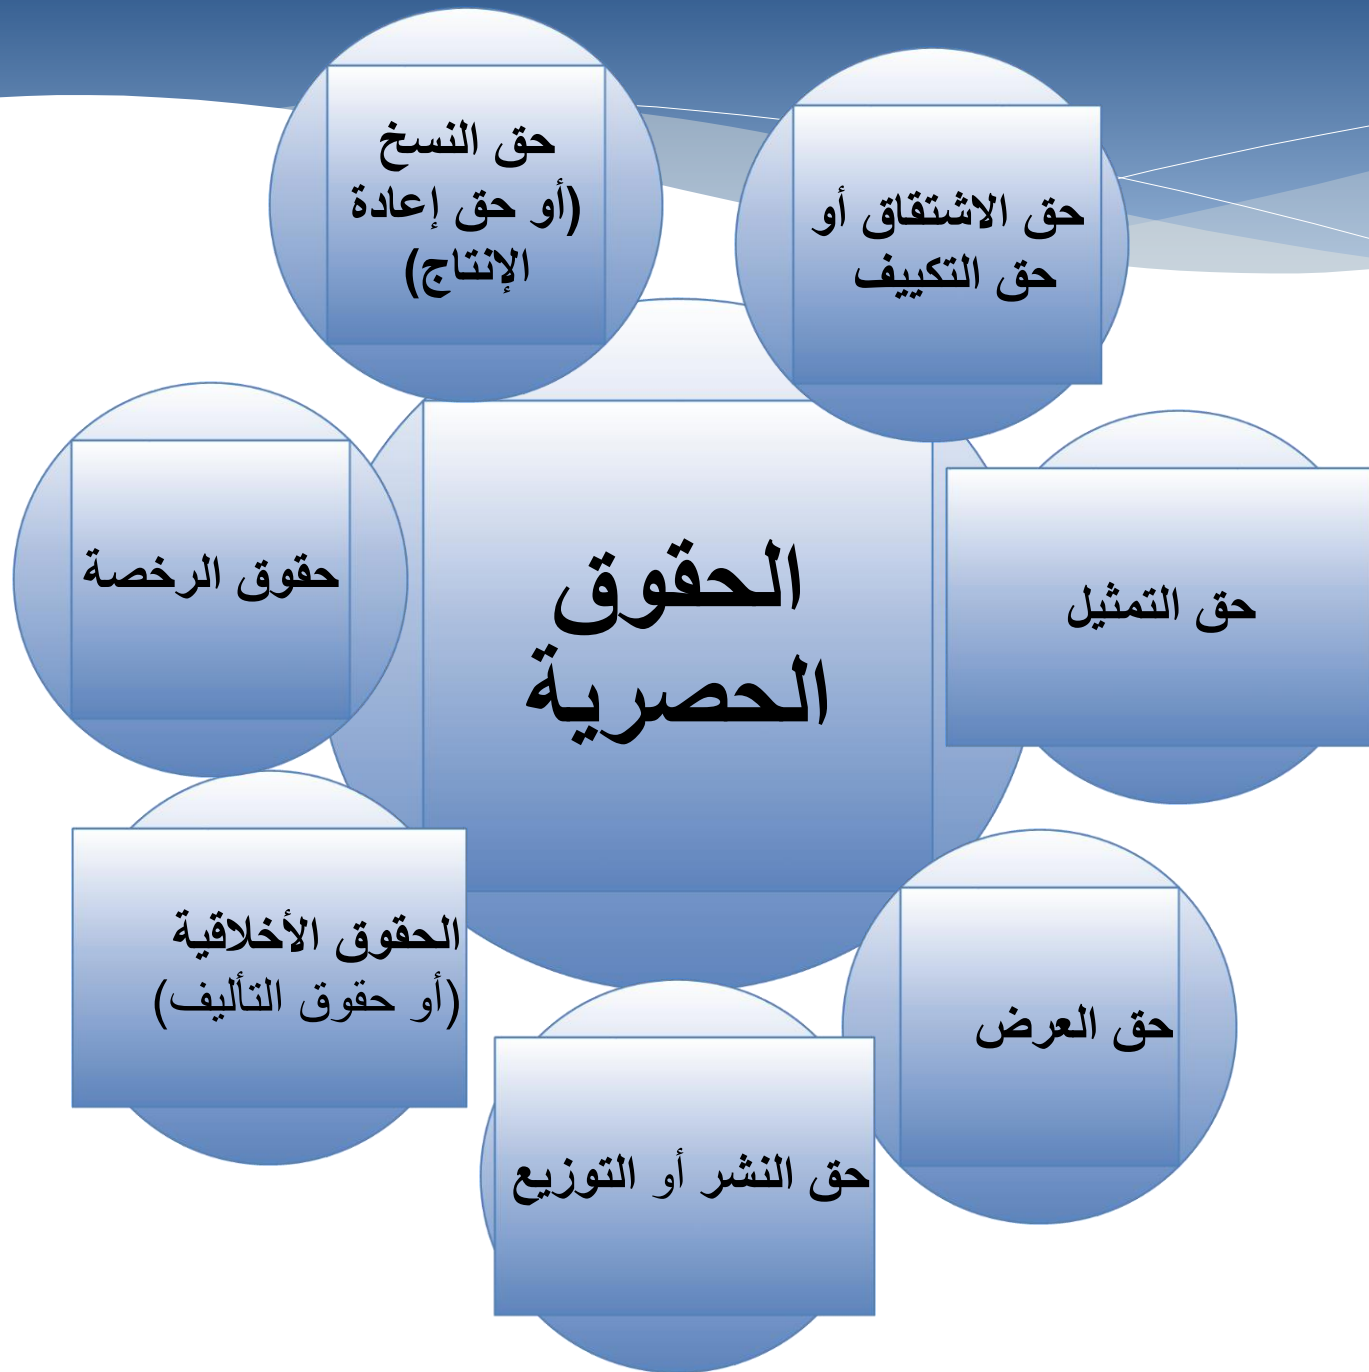 حق النسخ
(أو حق إعادة
الإنتاج)
حق الاشتقاق أو
حق التكييف
حق التمثيل
حق العرض
حق النشر أو التوزيع
الحقوق الأخلاقية
(أو حقوق التأليف)
حقوق الرخصة
الحقوق
الحصرية